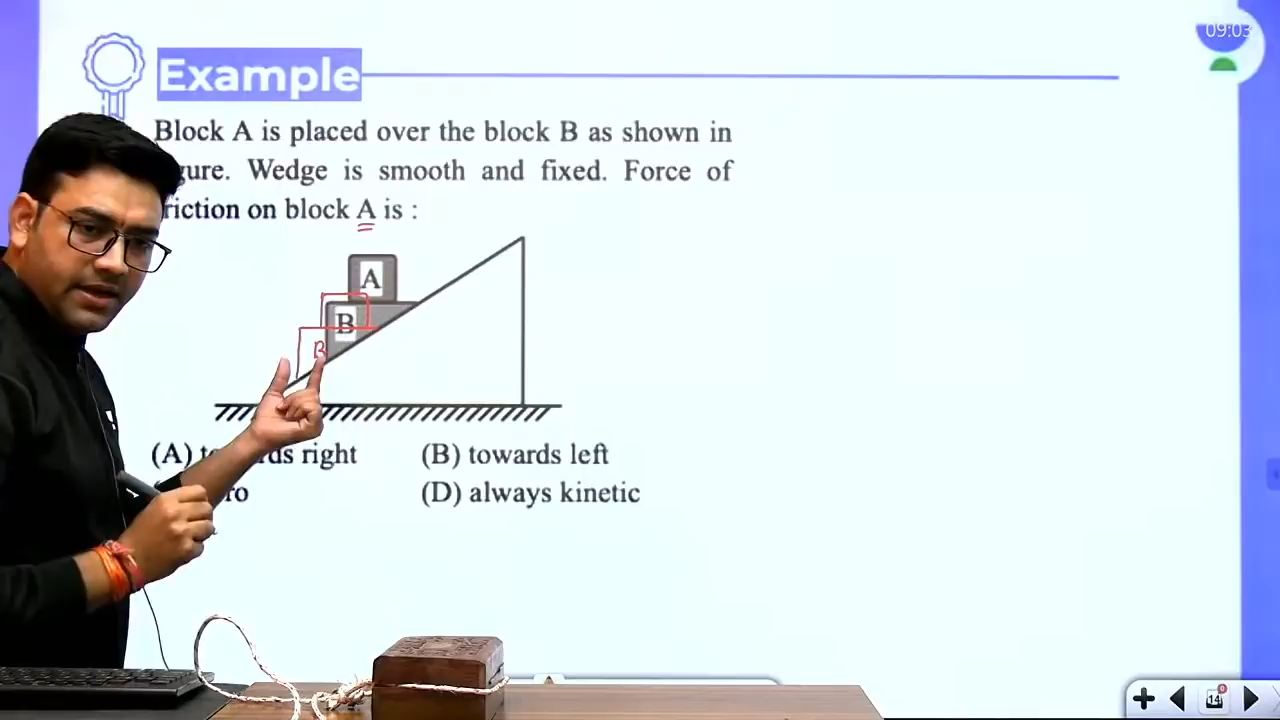 09:03
Example
Block A is placed over the block B as shown in
gure. Wedge is smooth and fixed. Force of
riction on block A is :
A
B
B
(A) t rds right (B) towards left
ro (D) always kinetic
14